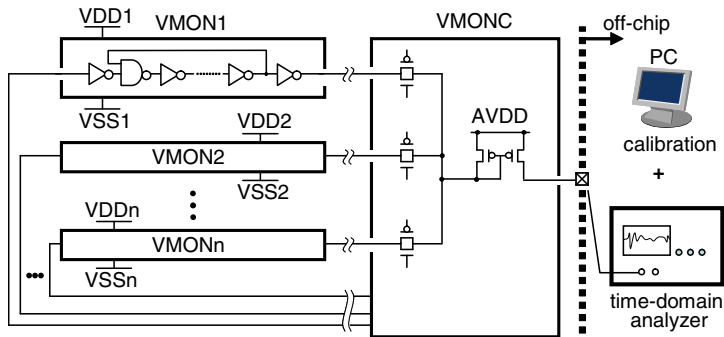 VDD1
VMON1
VSS1
VDD2
VMON2
VSS2
VDDn
VMONn
VSSn
VMONC
AVDD
off-chip
PC
calibration
+
time-domain
analyzer